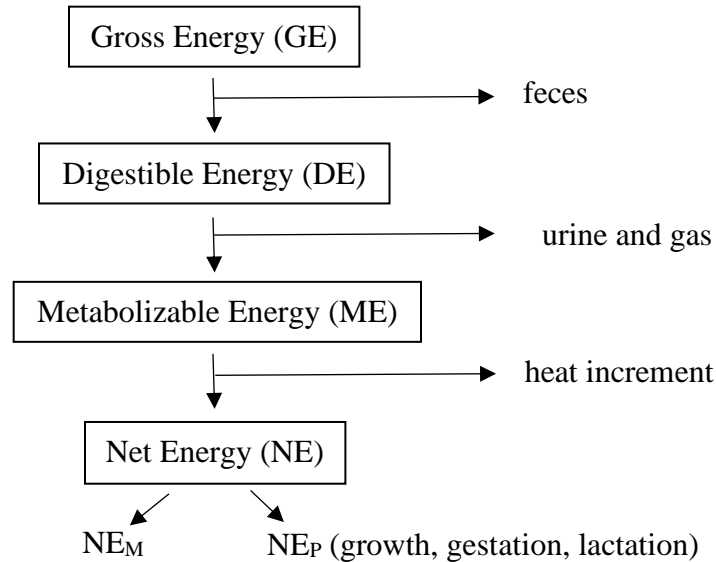 Gross Energy (GE)
feces
Digestible Energy (DE)
urine and gas
Metabolizable Energy (ME)
heat increment
Net Energy (NE)
NEM NEP (growth, gestation, lactation)